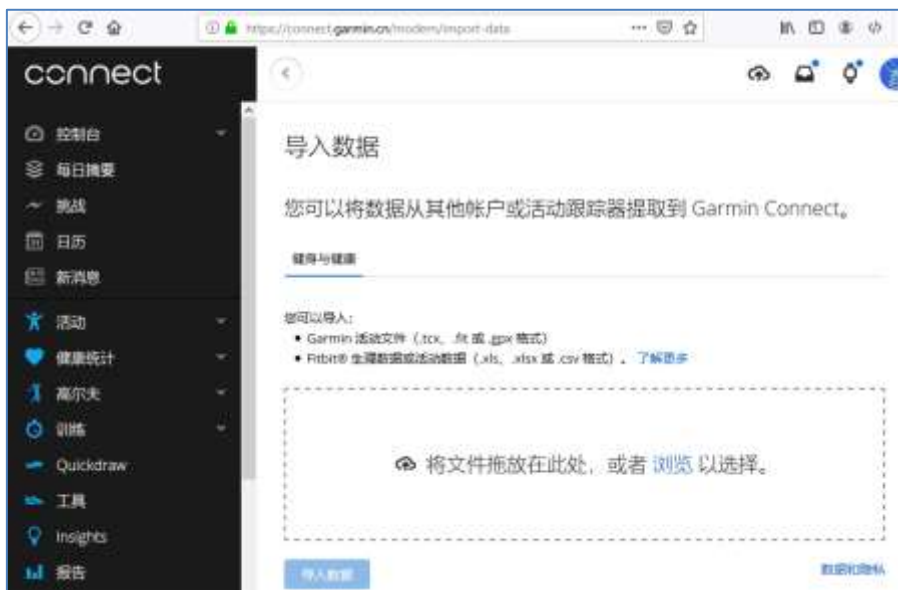 https://connect.garmin.cn/modern/import-data
connect
控制台
每日摘要
挑战
日历
新消息
活动
健康统计
高尔夫
训练
Quickdraw
工具
Insights
报告
导入数据
您可以将数据从其他帐户或活动跟踪器提取到 Garmin Connect。
健身与健康
您可以导入：
• Garmin 活动文件（.tcx、.fit 或 .gpx 格式）
• Fitbit® 生理数据或活动数据（.xls、.xlsx 或 .csv 格式）。了解更多
将文件拖放在此处，或者 浏览 以选择。
导入数据
数据和隐私